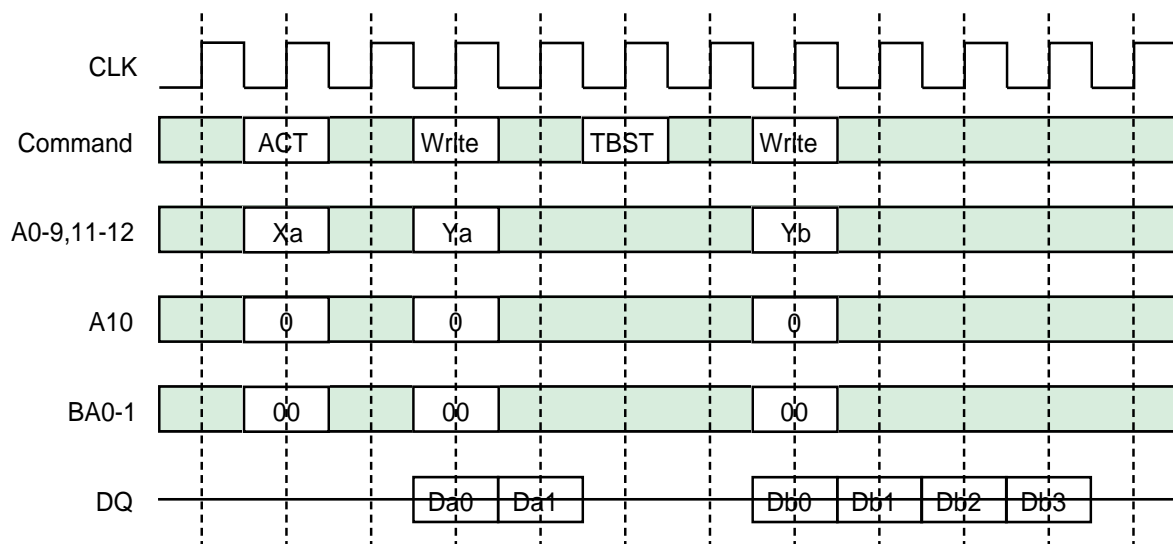 CLK
Command ACT Write TBST Write
A0-9,11-12 Xa Ya Yb
A10 0 0 0
BA0-1 00 00 00
DQ Da0 Da1 Db0 Db1 Db2 Db3